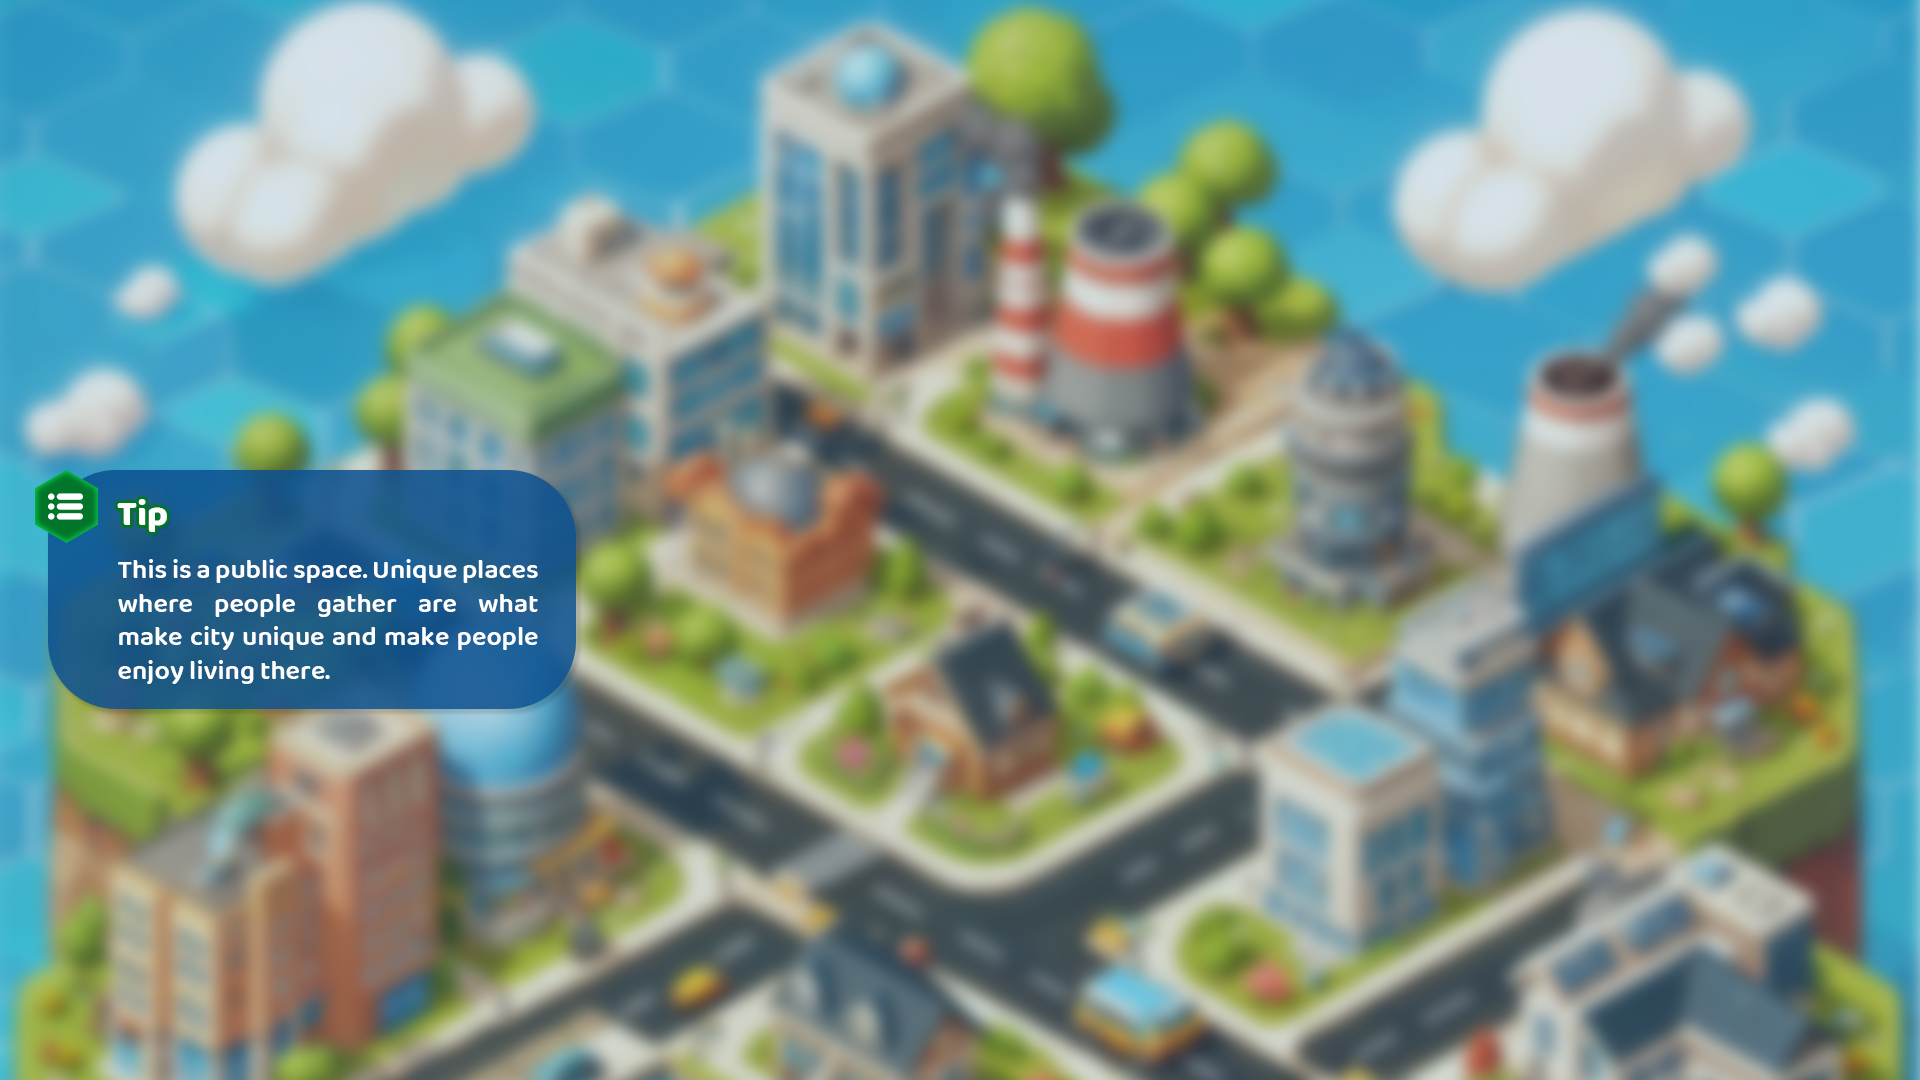 Tip
This is a public space. Unique places
where people gather are what
make city unique and make people
enjoy living there.